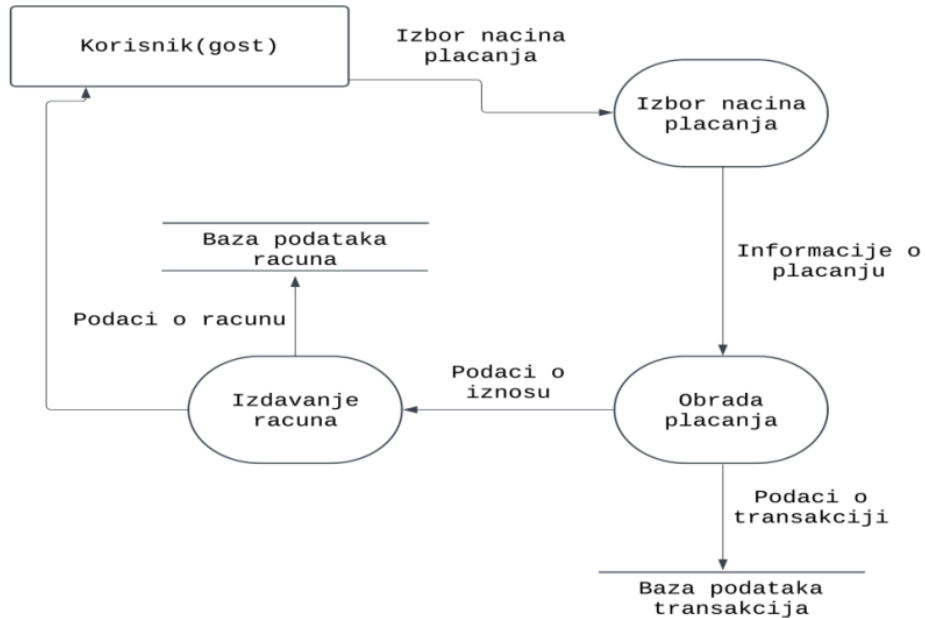 Korisnik(gost)
Izbor nacina
placanja
Izbor nacina
placanja
Informacije o
placanju
Baza podataka
racuna
Podaci o racunu
Izdavanje
racuna
Podaci o
iznosu
Obrada
placanja
Podaci o
transakciji
Baza podataka
transakcija